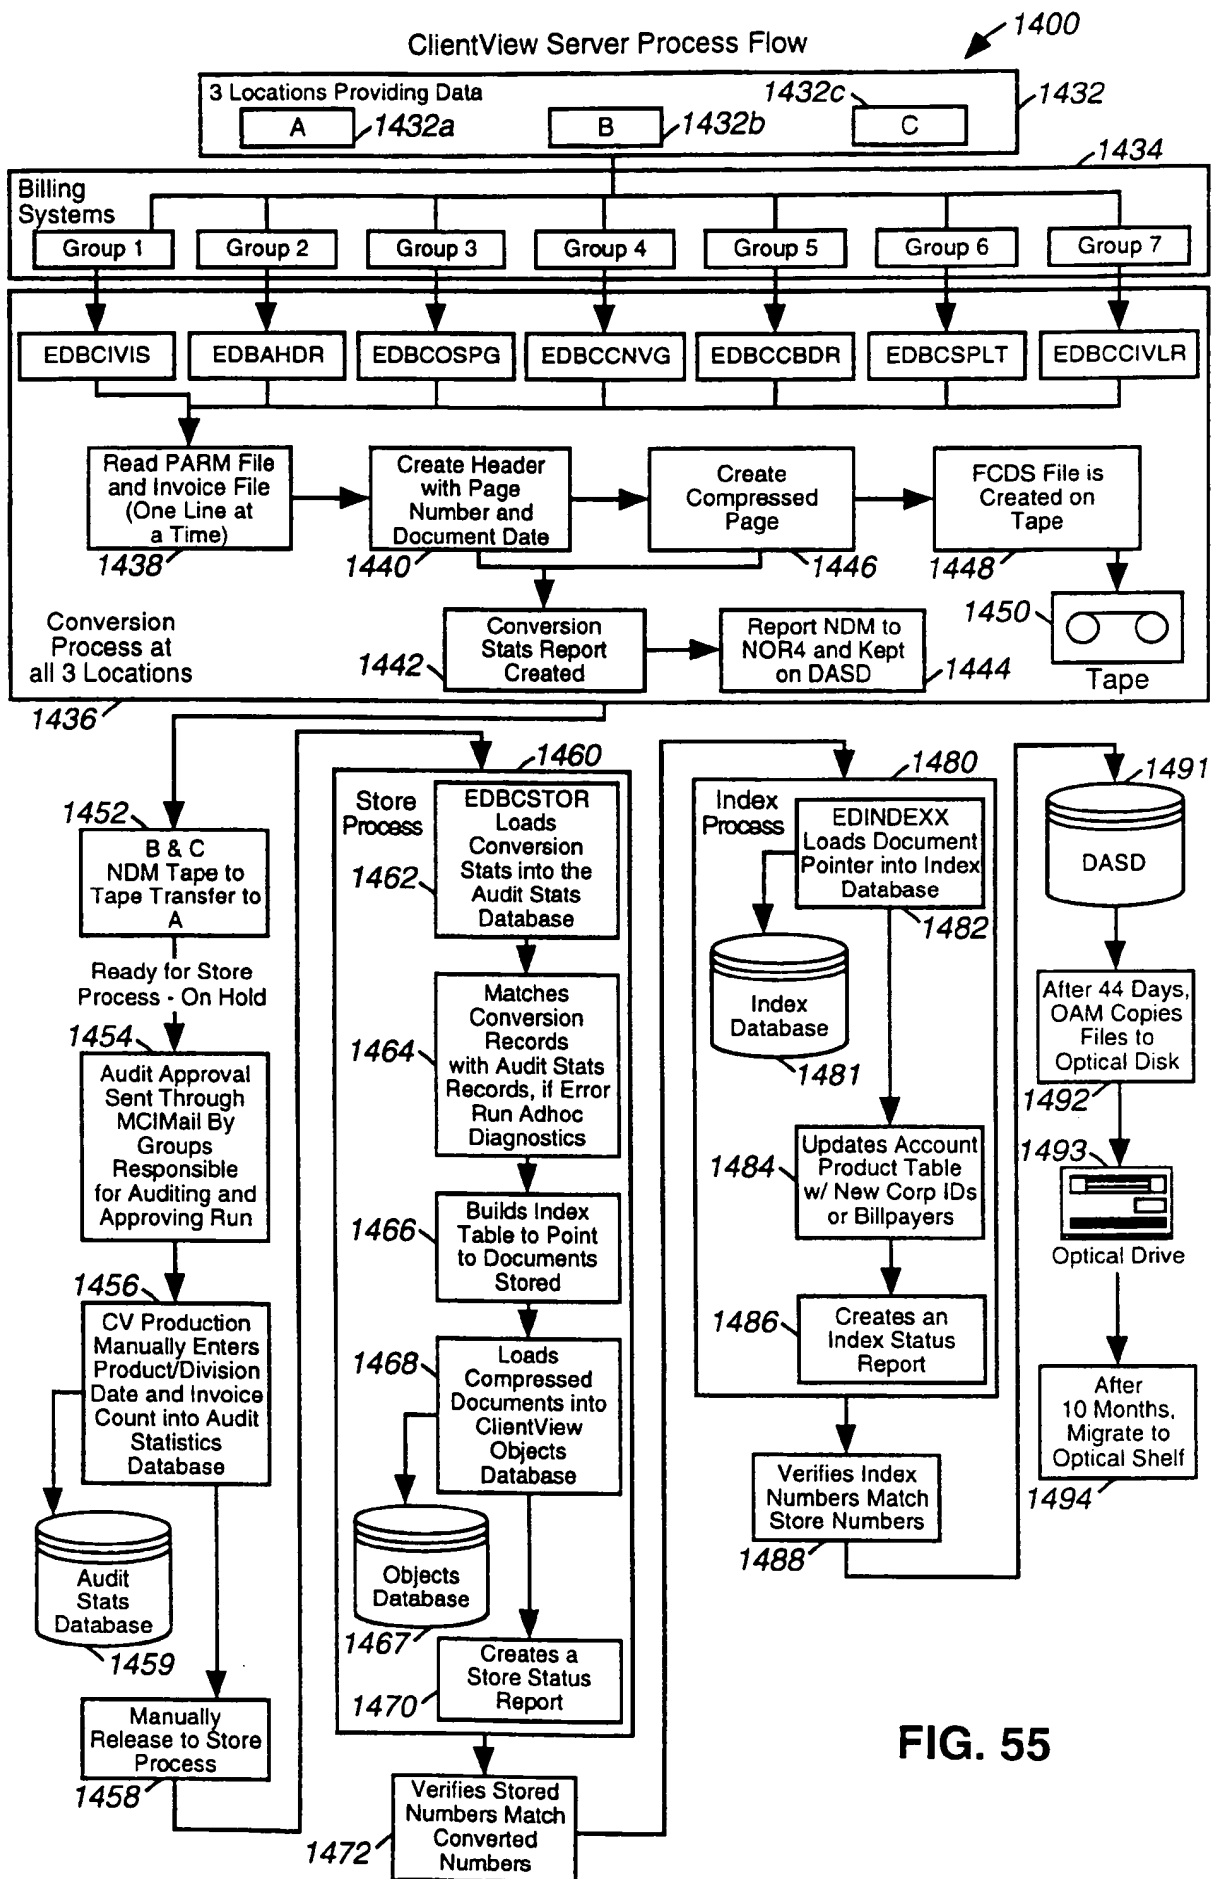 ClientView Server Process Flow
1400
3 Locations Providing Data
1432c
1432
A
1432a
B
1432b
C
1434
Billing
Systems
Group 1
Group 2
Group 3
Group 4
Group 5
Group 6
Group 7
EDBCIVIS
EDBAHDR
EDBCOSPG
EDBCCNVG
EDBCCBDR
EDBCSPLT
EDBCCIVLR
Read PARM File
and Invoice File
(One Line at
a Time)
1438
Create Header
with Page
Number and
Document Date
1440
Create
Compressed
Page
1446
FCDS File is
Created on
Tape
1448
1450
Tape
Conversion
Process at
all 3 Locations
1436
Conversion
Stats Report
Created
1442
Report NDM to
NOR4 and Kept
on DASD
1444
1452
B & C
NDM Tape to
Tape Transfer to
A
Ready for Store
Process - On Hold
1454
Audit Approval
Sent Through
MCIMail By
Groups
Responsible
for Auditing and
Approving Run
1456
CV Production
Manually Enters
Product/Division
Date and Invoice
Count into Audit
Statistics
Database
Audit
Stats
Database
1459
Manually
Release to Store
Process
1458
1460
Store
Process
EDBCSTOR
Loads
Conversion
Stats into the
Audit Stats
Database
1462
Matches
Conversion
Records
with Audit Stats
Records, if Error
Run Adhoc
Diagnostics
1464
Builds Index
Table to Point
to Documents
Stored
1466
1468
Loads
Compressed
Documents into
ClientView
Objects
Database
Objects
Database
1467
Creates a
Store Status
Report
1470
Verifies Stored
Numbers Match
Converted
Numbers
1472
1480
Index
Process
EDINDEXX
Loads Document
Pointer into Index
Database
1482
Index
Database
1481
Updates Account
Product Table
w/ New Corp IDs
or Billpayers
1484
Creates an
Index Status
Report
1486
Verifies Index
Numbers Match
Store Numbers
1488
1491
DASD
After 44 Days,
OAM Copies
Files to
Optical Disk
1492
1493
Optical Drive
After
10 Months,
Migrate to
Optical Shelf
1494
FIG. 55